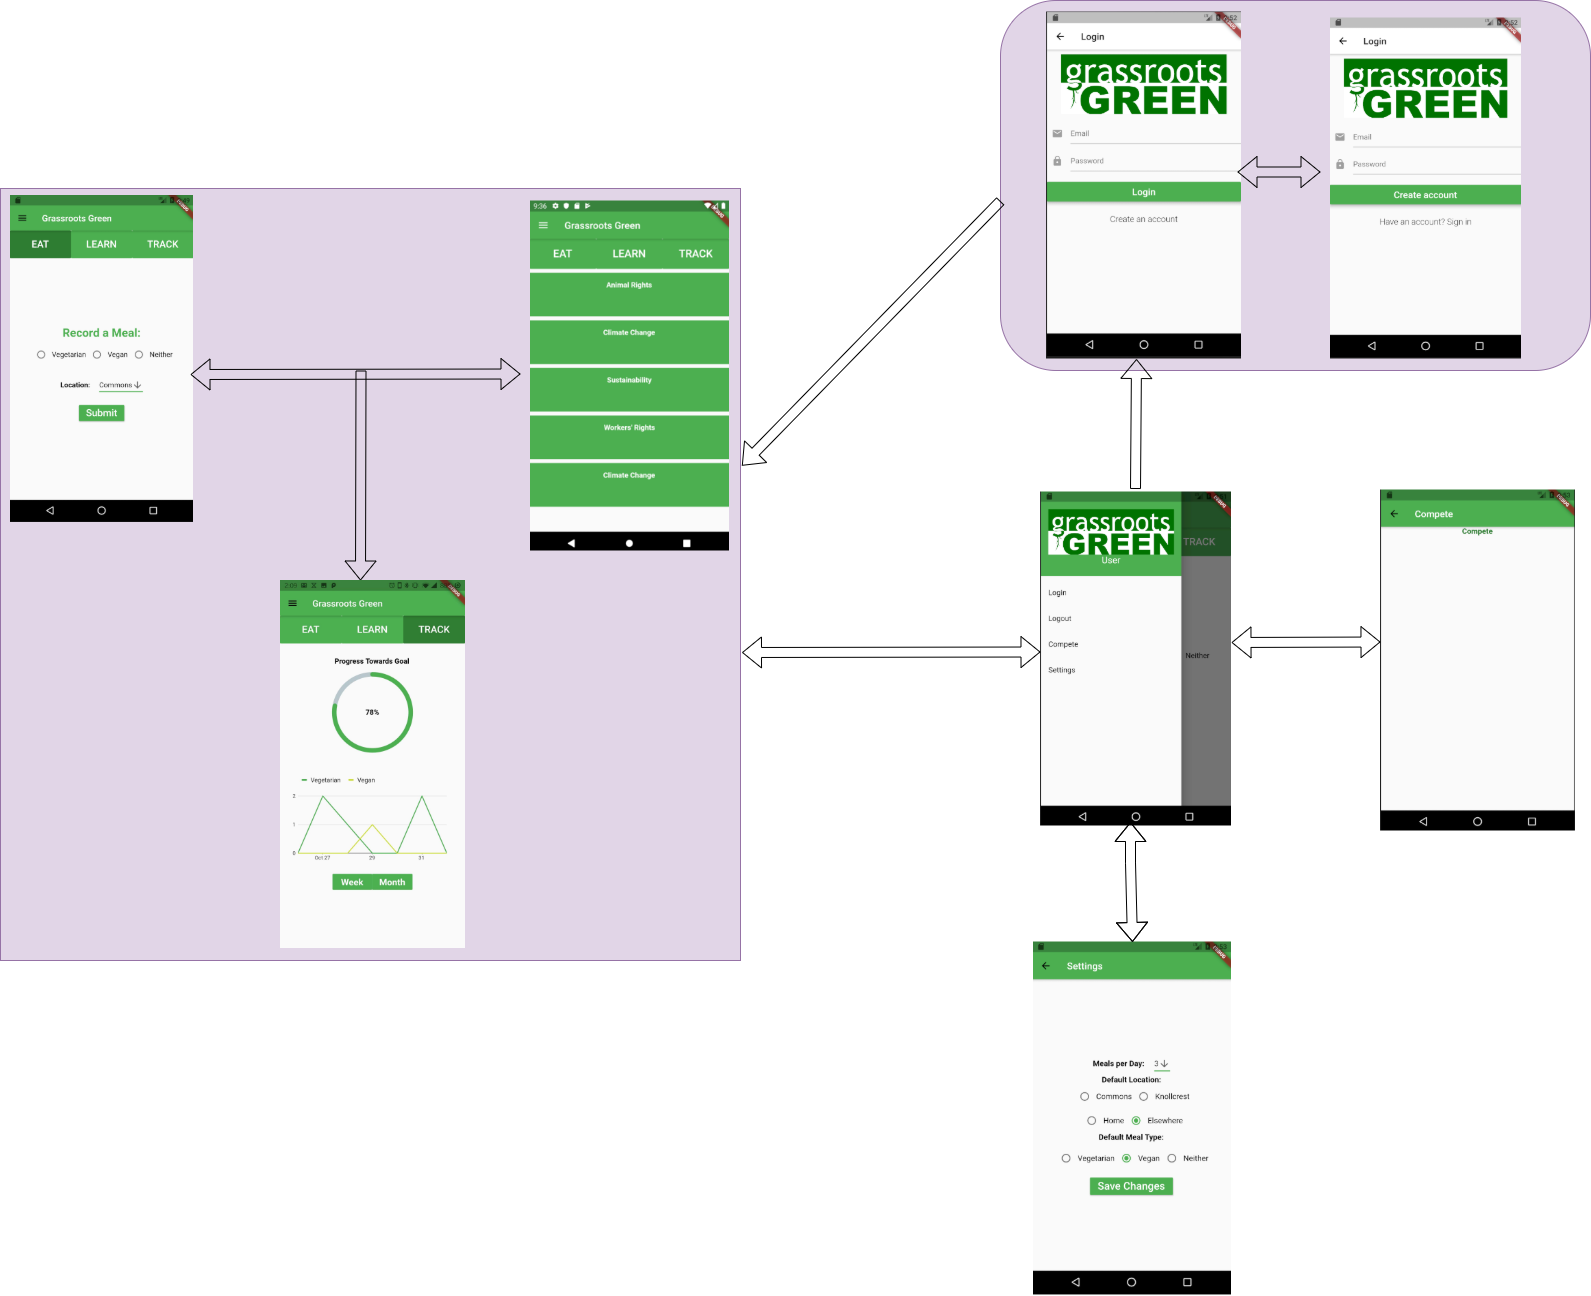 Grassroots Green
EAT LEARN TRACK
Record a Meal:
Vegetarian Vegan Neither
Location: Commons
Submit
9:36
Grassroots Green
EAT LEARN TRACK
Animal Rights
Climate Change
Sustainability
Workers' Rights
Climate Change
Grassroots Green
EAT LEARN TRACK
Progress Towards Goal
78%
Vegetarian Vegan
2
1
0
Oct 27 29 31
Week Month
Login
grassroots
GREEN
Email
Password
Login
Create an account
Login
grassroots
GREEN
Email
Password
Create account
Have an account? Sign in
grassroots
GREEN
User
TRACK
Login
Logout
Compete
Neither
Settings
Compete
Compete
Settings
Meals per Day: 3
Default Location:
Commons Knollcrest
Home Elsewhere
Default Meal Type:
Vegetarian Vegan Neither
Save Changes